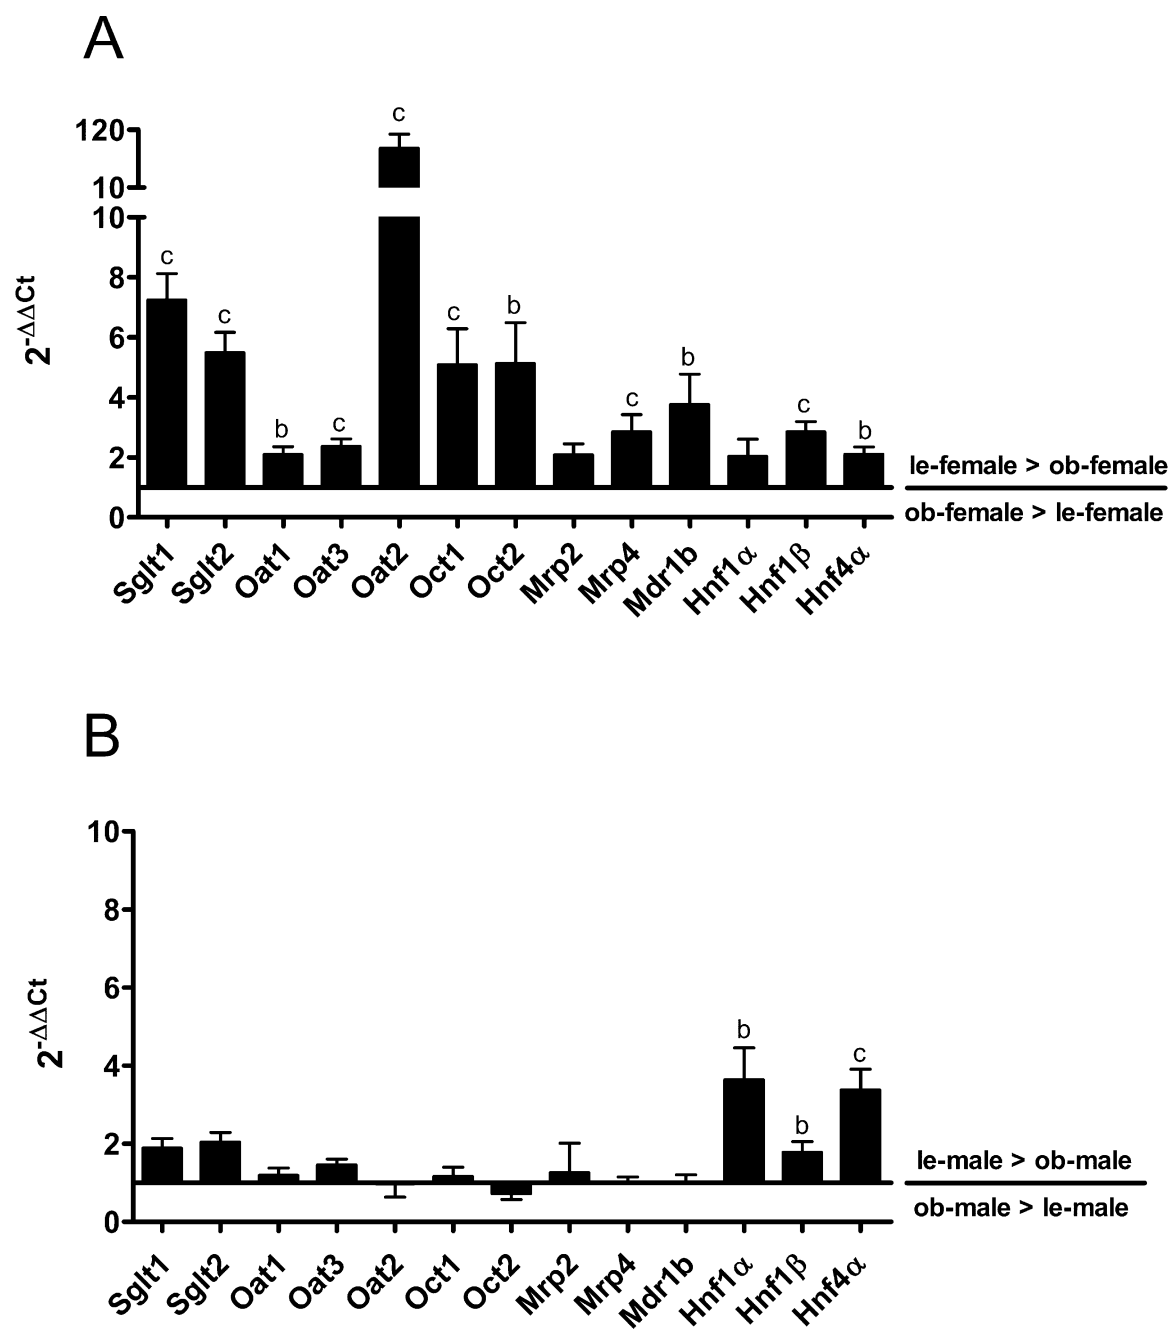 A
120
10
10
8
6
4
2
0
2-ΔΔCt
c
c
b
c
c
c
b
c
b
c
b
le-female > ob-female
ob-female > le-female
Sglt1
Sglt2
Oat1
Oat3
Oat2
Oct1
Oct2
Mrp2
Mrp4
Mdr1b
Hnf1α
Hnf1β
Hnf4α
B
10
8
6
4
2
0
2-ΔΔCt
b
b
c
le-male > ob-male
ob-male > le-male
Sglt1
Sglt2
Oat1
Oat3
Oat2
Oct1
Oct2
Mrp2
Mrp4
Mdr1b
Hnf1α
Hnf1β
Hnf4α